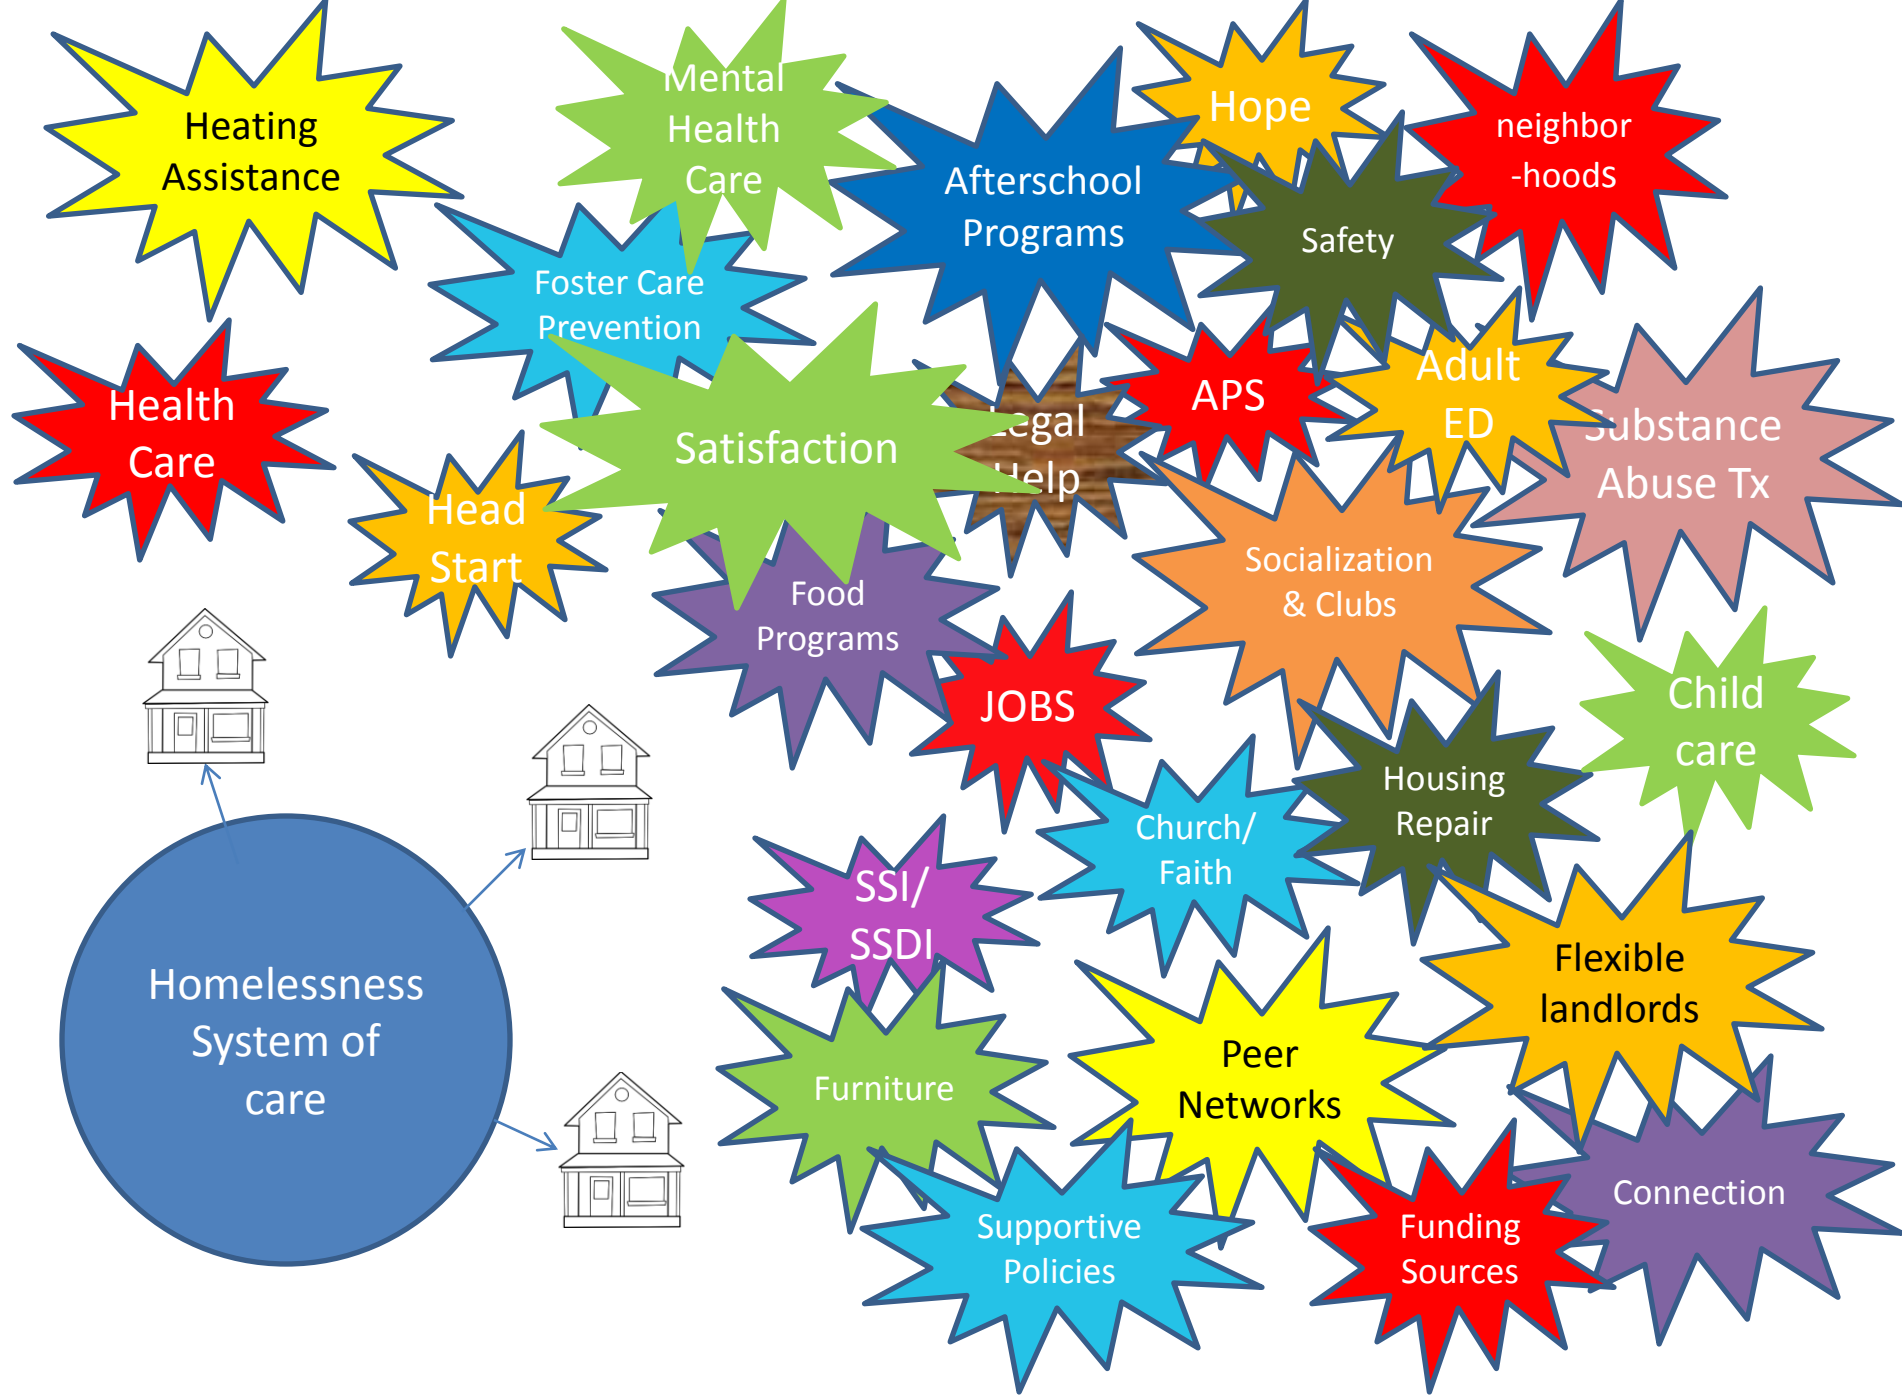 Heating
Assistance
Mental
Health
Care
Afterschool
Programs
Hope
neighbor
-hoods
Safety
Foster Care
Prevention
Health
Care
Head
Start
Satisfaction
Legal
Help
APS
Adult
ED
Substance
Abuse Tx
Socialization
& Clubs
Food
Programs
JOBS
Child
care
Housing
Repair
Church/
Faith
SSI/
SSDI
Flexible
landlords
Homelessness
System of
care
Furniture
Peer
Networks
Connection
Supportive
Policies
Funding
Sources